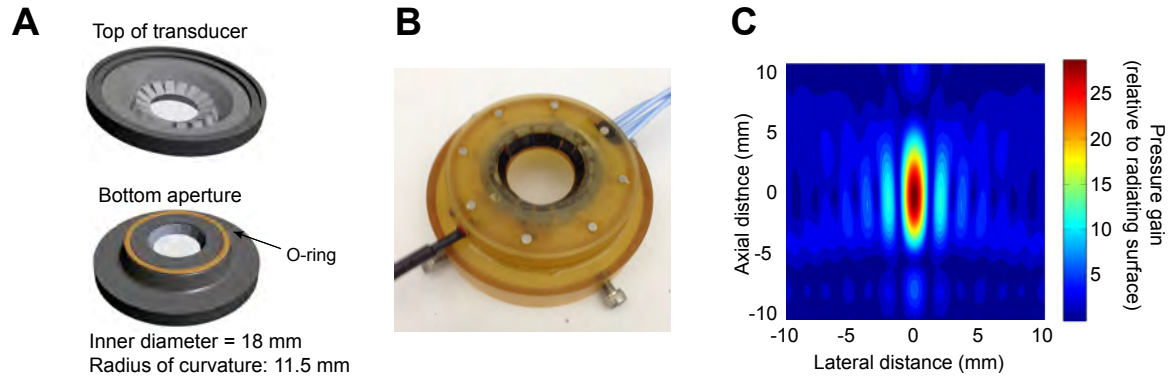 A
Top of transducer
Bottom aperture
O-ring
Inner diameter = 18 mm
Radius of curvature: 11.5 mm
B
C
10
5
0
-5
-10
Axial distnce (mm)
-10
-5
0
5
10
Lateral distance (mm)
25
20
15
10
5
Pressure gain
(relative to radiating surface)